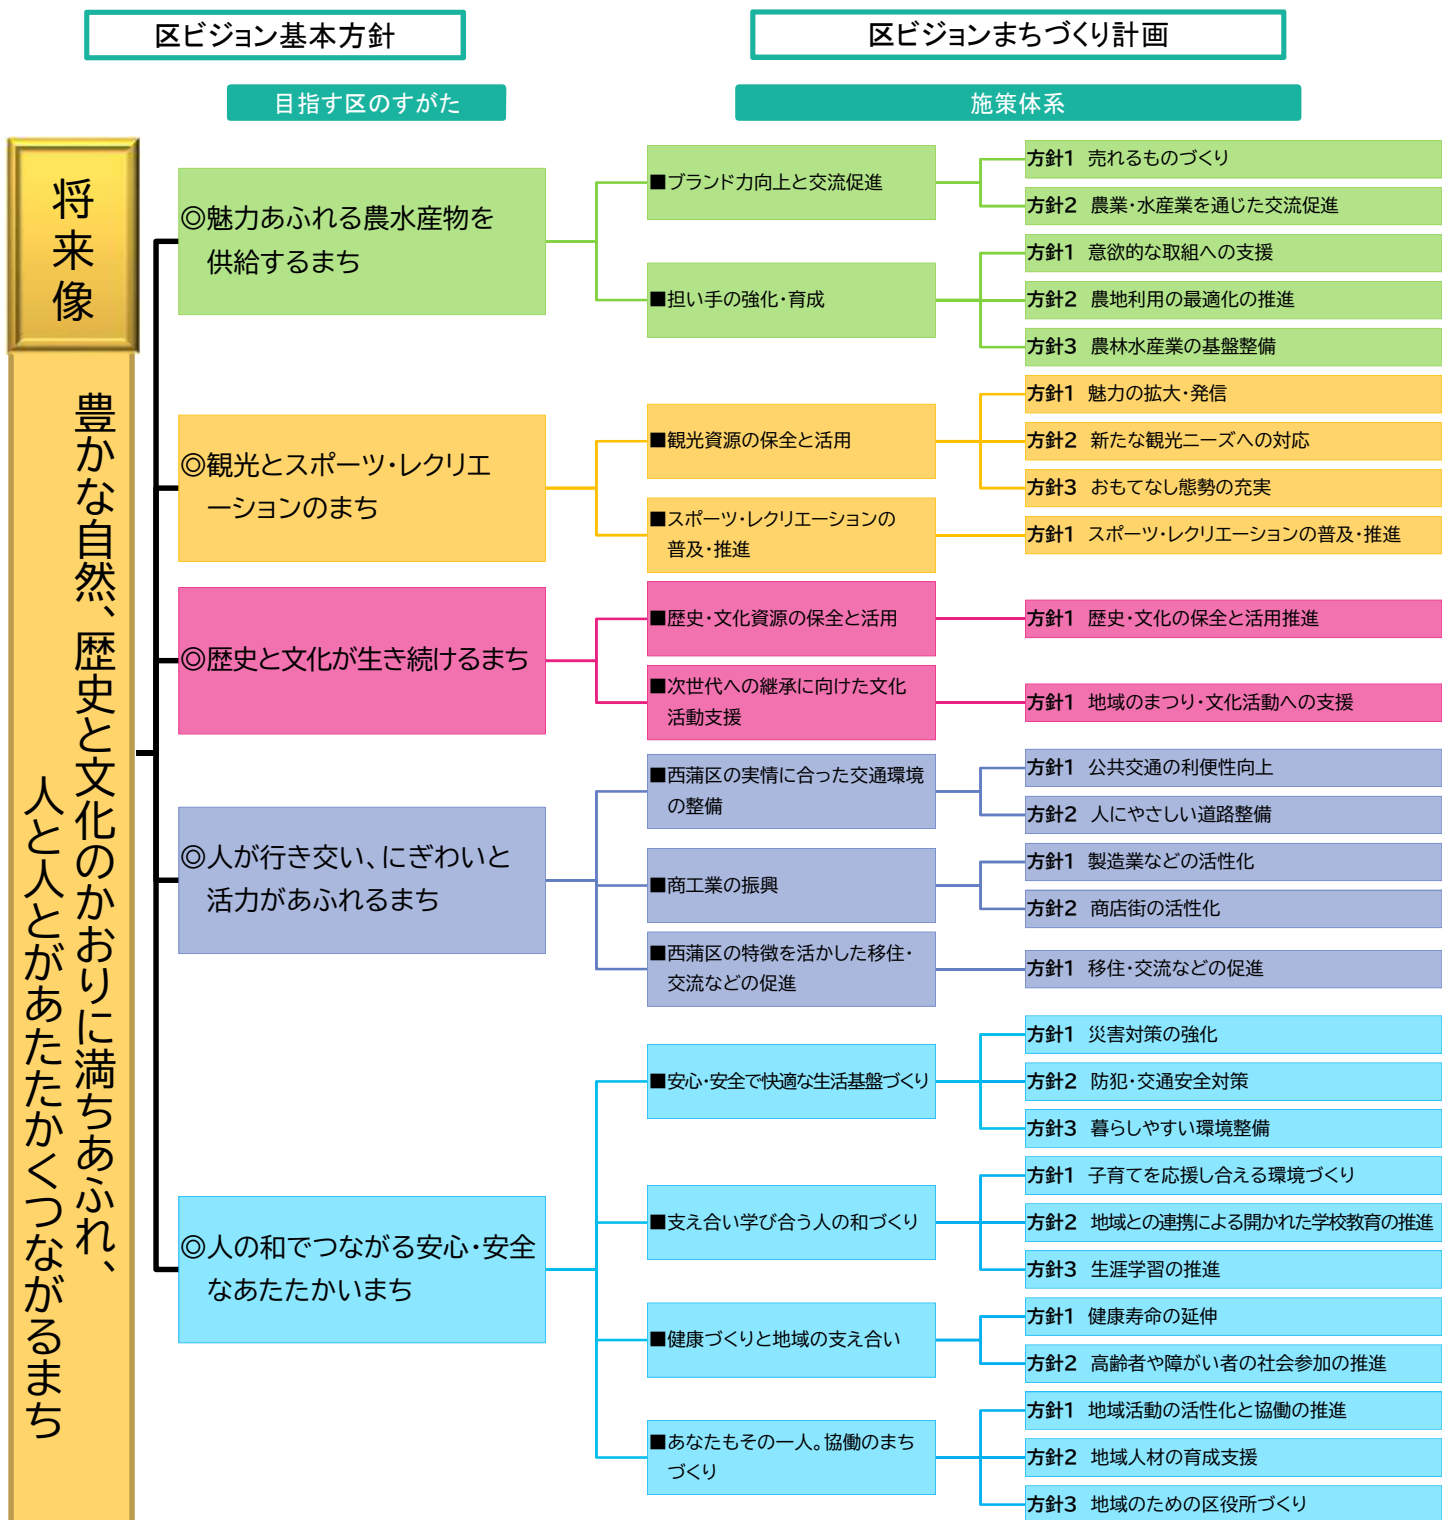 区ビジョン基本方針
区ビジョンまちづくり計画
目指す区のすがた
施策体系
将来像
豊かな自然、歴史と文化のかおりに満ちあふれ、
人と人とがあたたかくつながるまち
◎魅力あふれる農水産物を
供給するまち
■ブランド力向上と交流促進
方針1 売れるものづくり
方針2 農業・水産業を通じた交流促進
■担い手の強化・育成
方針1 意欲的な取組への支援
方針2 農地利用の最適化の推進
方針3 農林水産業の基盤整備
◎観光とスポーツ・レクリエ
ーションのまち
■観光資源の保全と活用
方針1 魅力の拡大・発信
方針2 新たな観光ニーズへの対応
方針3 おもてなし態勢の充実
■スポーツ・レクリエーションの
普及・推進
方針1 スポーツ・レクリエーションの普及・推進
◎歴史と文化が生き続けるまち
■歴史・文化資源の保全と活用
方針1 歴史・文化の保全と活用推進
■次世代への継承に向けた文化
活動支援
方針1 地域のまつり・文化活動への支援
◎人が行き交い、にぎわいと
活力があふれるまち
■西蒲区の実情に合った交通環境
の整備
方針1 公共交通の利便性向上
方針2 人にやさしい道路整備
■商工業の振興
方針1 製造業などの活性化
方針2 商店街の活性化
■西蒲区の特徴を活かした移住・
交流などの促進
方針1 移住・交流などの促進
◎人の和でつながる安心・安全
なあたたかいまち
■安心・安全で快適な生活基盤づくり
方針1 災害対策の強化
方針2 防犯・交通安全対策
方針3 暮らしやすい環境整備
■支え合い学び合う人の和づくり
方針1 子育てを応援し合える環境づくり
方針2 地域との連携による開かれた学校教育の推進
方針3 生涯学習の推進
■健康づくりと地域の支え合い
方針1 健康寿命の延伸
方針2 高齢者や障がい者の社会参加の推進
■あなたもその一人。協働のまち
づくり
方針1 地域活動の活性化と協働の推進
方針2 地域人材の育成支援
方針3 地域のための区役所づくり